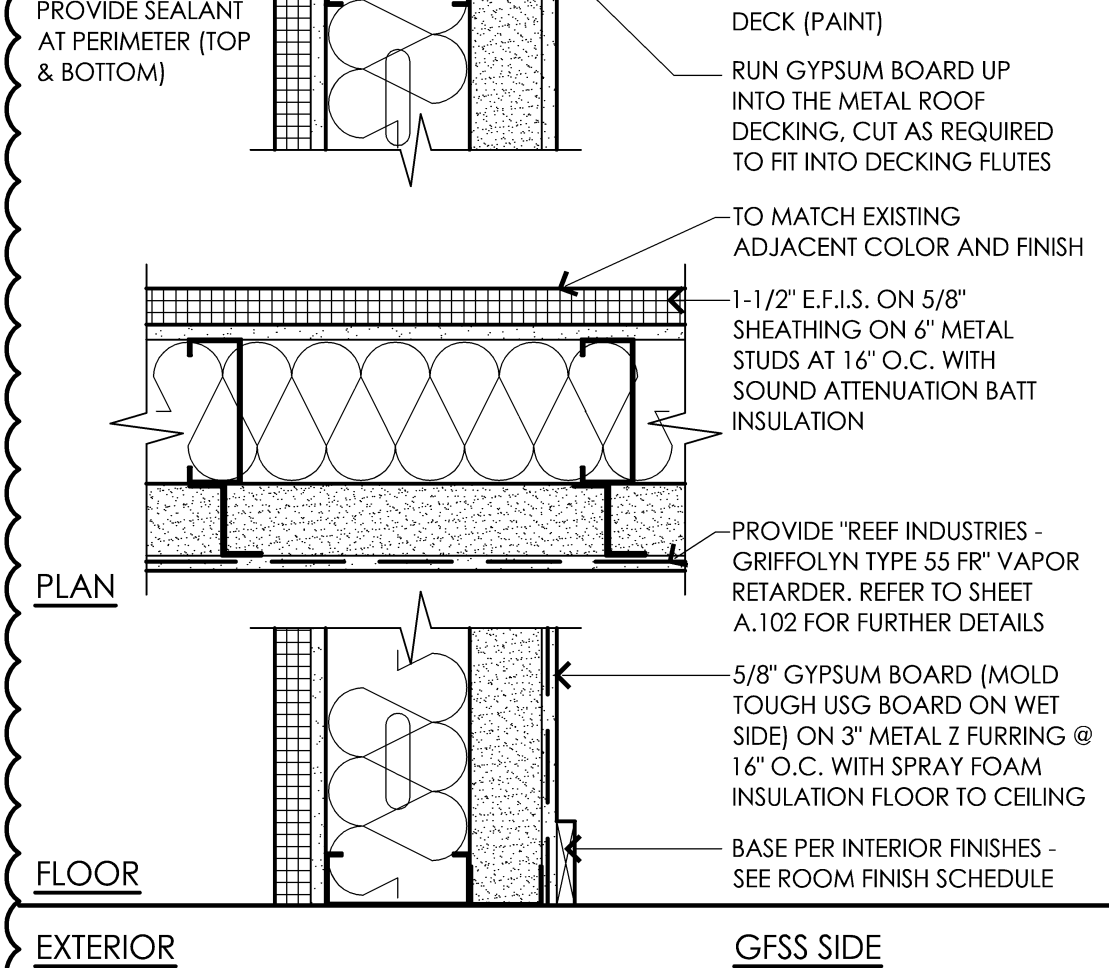 PROVIDE SEALANT
AT PERIMETER (TOP
& BOTTOM)
DECK (PAINT)
RUN GYPSUM BOARD UP
INTO THE METAL ROOF
DECKING, CUT AS REQUIRED
TO FIT INTO DECKING FLUTES
TO MATCH EXISTING
ADJACENT COLOR AND FINISH
1-1/2" E.F.I.S. ON 5/8"
SHEATHING ON 6" METAL
STUDS AT 16" O.C. WITH
SOUND ATTENUATION BATT
INSULATION
PROVIDE "REEF INDUSTRIES -
GRIFFOLYN TYPE 55 FR" VAPOR
RETARDER. REFER TO SHEET
A.102 FOR FURTHER DETAILS
PLAN
5/8" GYPSUM BOARD (MOLD
TOUGH USG BOARD ON WET
SIDE) ON 3" METAL Z FURRING @
16" O.C. WITH SPRAY FOAM
INSULATION FLOOR TO CEILING
BASE PER INTERIOR FINISHES -
SEE ROOM FINISH SCHEDULE
FLOOR
EXTERIOR
GFSS SIDE